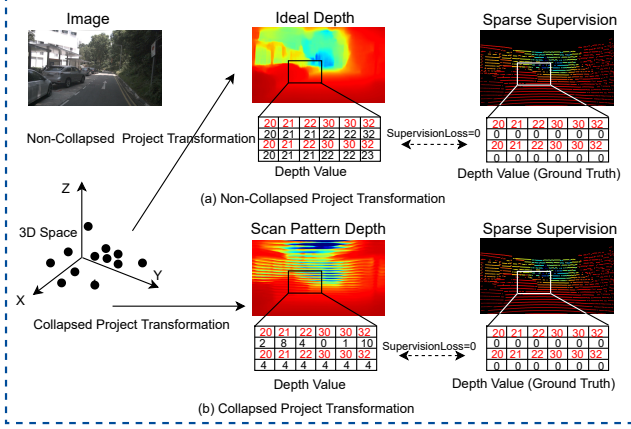 Image
Ideal Depth
Sparse Supervision
Non-Collapsed Project Transformation
20 21 22 30 30 32
20 21 21 22 22 32
20 21 22 30 30 32
20 21 21 22 22 23
Depth Value
SupervisionLoss=0
20 21 22 30 30 32
0 0 0 0 0 0
20 21 22 30 30 32
0 0 0 0 0 0
Depth Value (Ground Truth)
(a) Non-Collapsed Project Transformation
Z
3D Space
X
Y
Collapsed Project Transformation
Scan Pattern Depth
Sparse Supervision
20 21 22 30 30 32
2 8 4 0 1 10
20 21 22 30 30 32
4 4 4 4 4 4
Depth Value
SupervisionLoss=0
20 21 22 30 30 32
0 0 0 0 0 0
20 21 22 30 30 32
0 0 0 0 0 0
Depth Value (Ground Truth)
(b) Collapsed Project Transformation